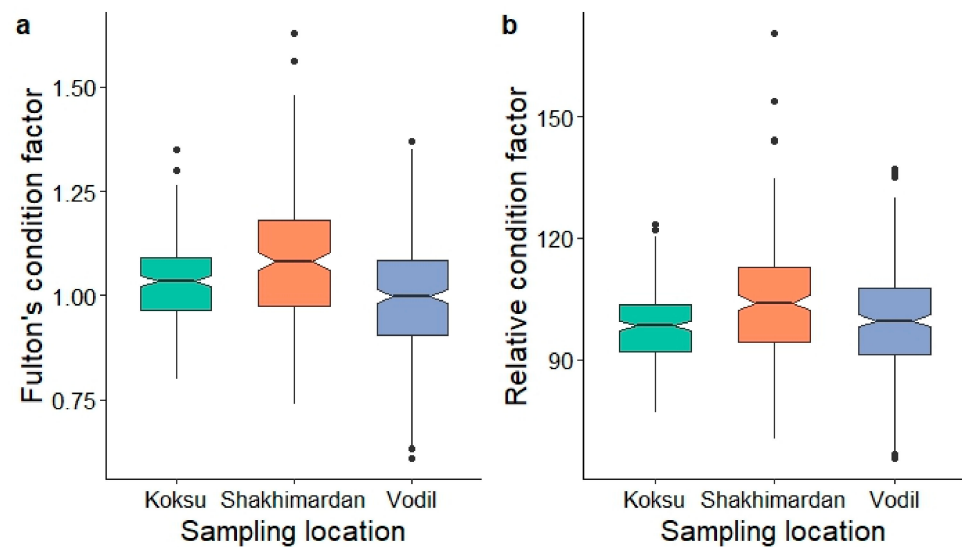 a
Fulton's condition factor
1.50
1.25
1.00
0.75
Koksu Shakhimardan Vodil
Sampling location
b
Relative condition factor
150
120
90
Koksu Shakhimardan Vodil
Sampling location